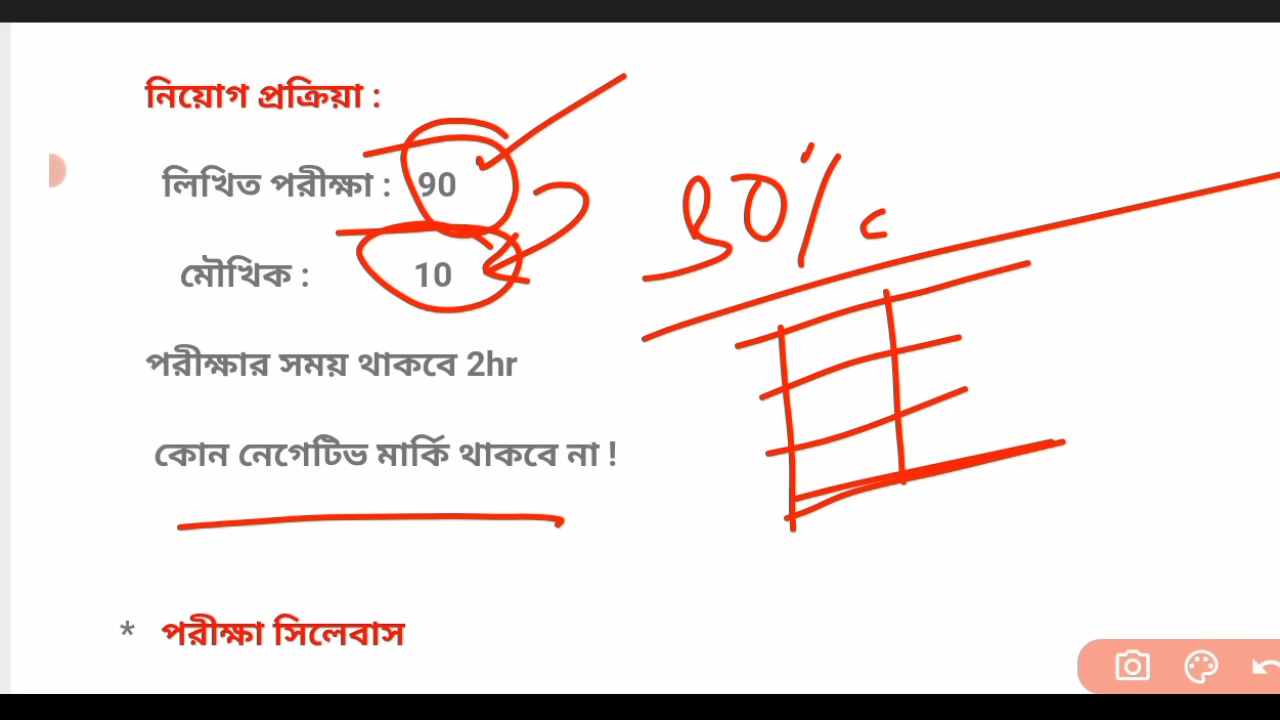 নিয়োগ প্রক্রিয়া :
লিখিত পরীক্ষা : 90
মৌখিক : 10
পরীক্ষার সময় থাকবে 2hr
কোন নেগেটিভ মার্কি থাকবে না !
* পরীক্ষা সিলেবাস